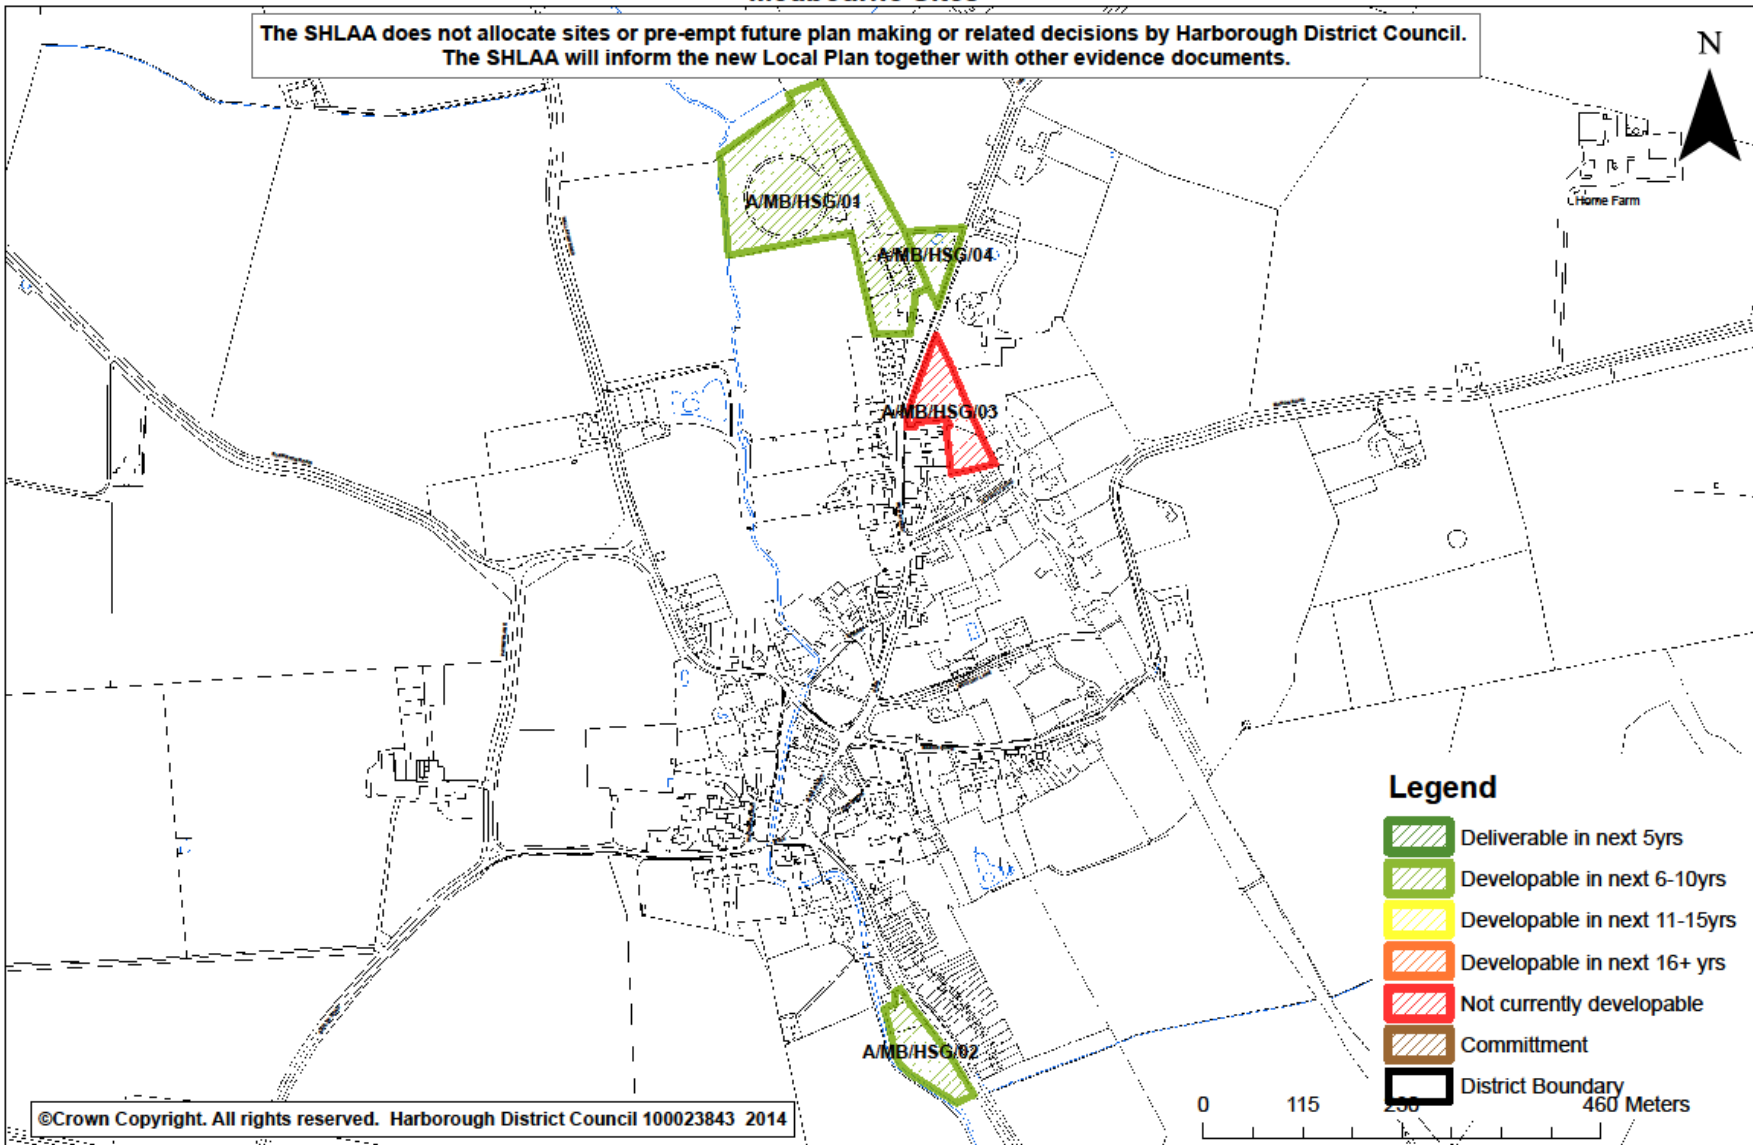 The SHLAA does not allocate sites or pre-empt future plan making or related decisions by Harborough District Council.
The SHLAA will inform the new Local Plan together with other evidence documents.
N
Home Farm
A/MB/HSG/01
A/MB/HSG/04
A/MB/HSG/03
A/MB/HSG/02
Legend
Deliverable in next 5yrs
Developable in next 6-10yrs
Developable in next 11-15yrs
Developable in next 16+ yrs
Not currently developable
Committment
District Boundary
0 115 230 460 Meters
©Crown Copyright. All rights reserved. Harborough District Council 100023843 2014